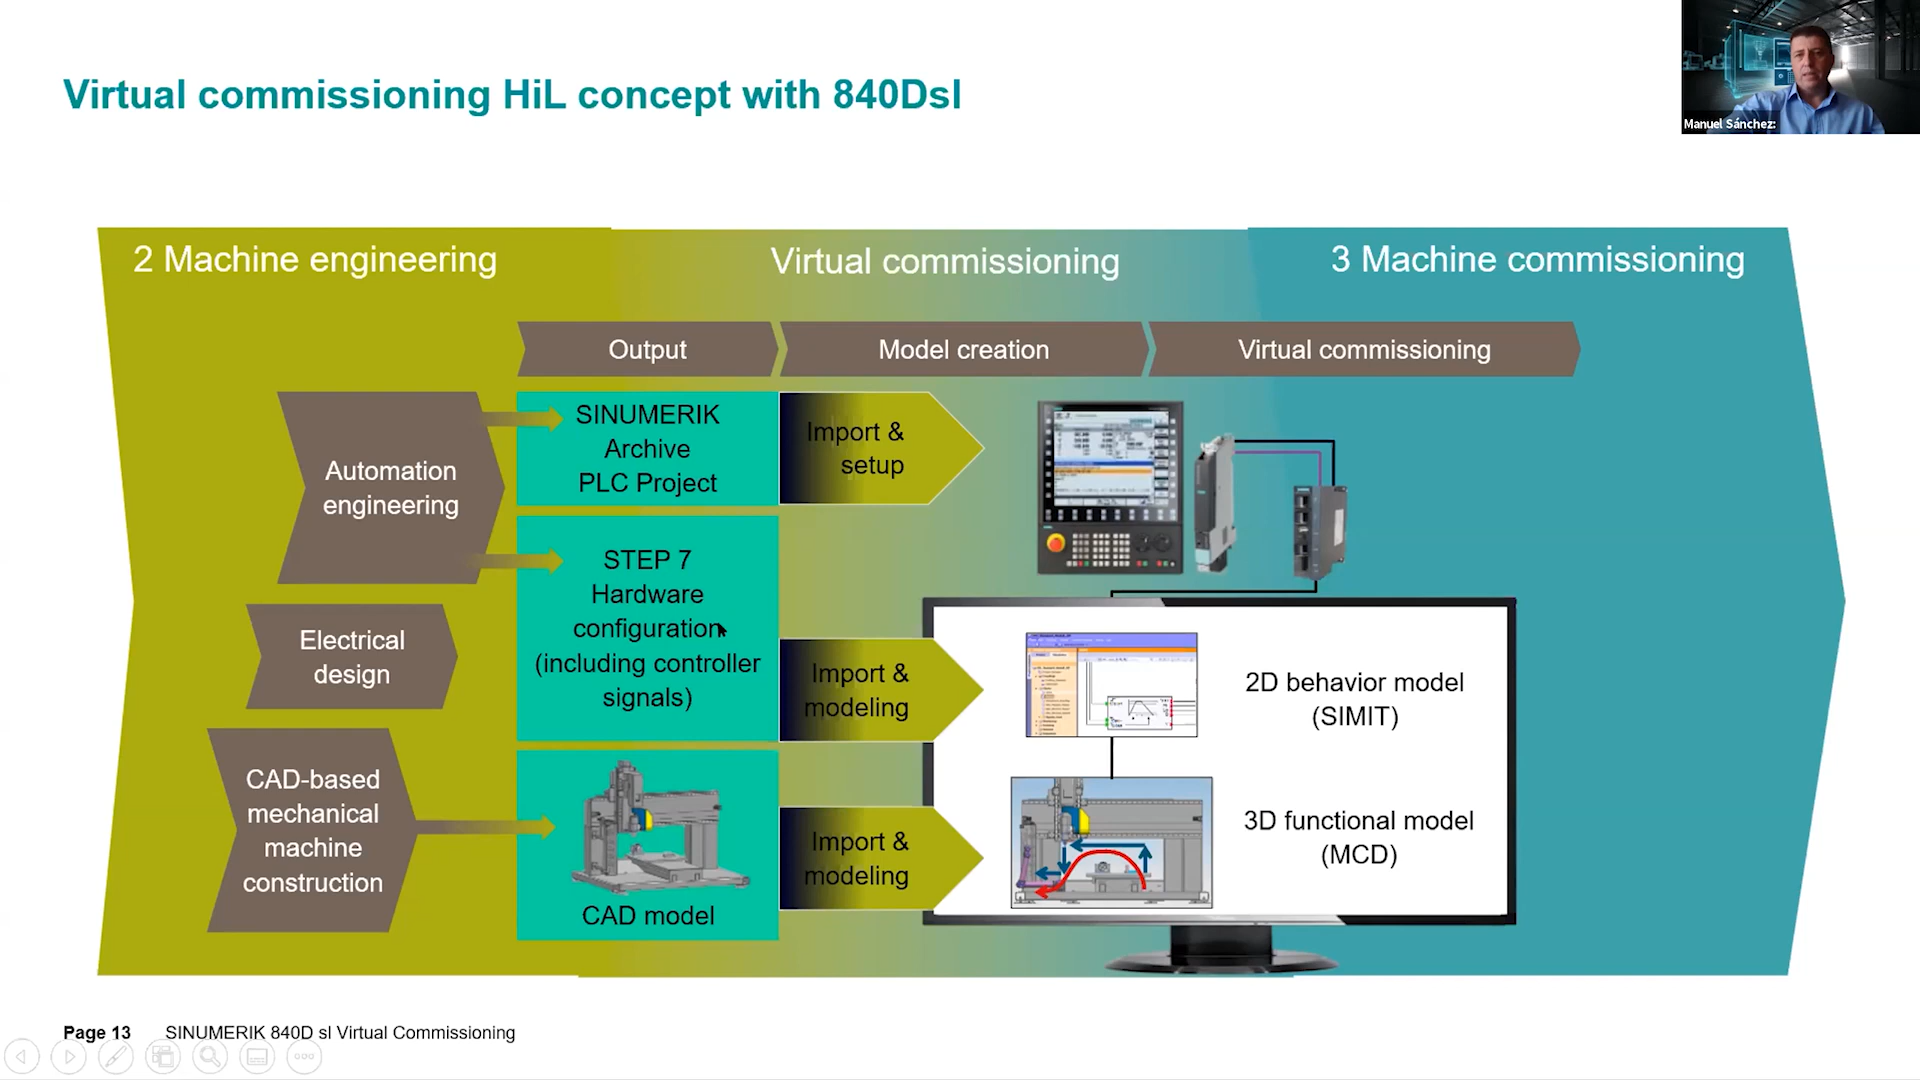 Virtual commissioning HiL concept with 840Dsl
Manuel Sánchez:
2 Machine engineering
Virtual commissioning
3 Machine commissioning
Output
Model creation
Virtual commissioning
Automation
engineering
SINUMERIK
Archive
PLC Project
Import &
setup
STEP 7
Hardware
configuration
(including controller
signals)
Electrical
design
Import &
modeling
2D behavior model
(SIMIT)
CAD-based
mechanical
machine
construction
CAD model
Import &
modeling
3D functional model
(MCD)
Page 13
SINUMERIK 840D sl Virtual Commissioning